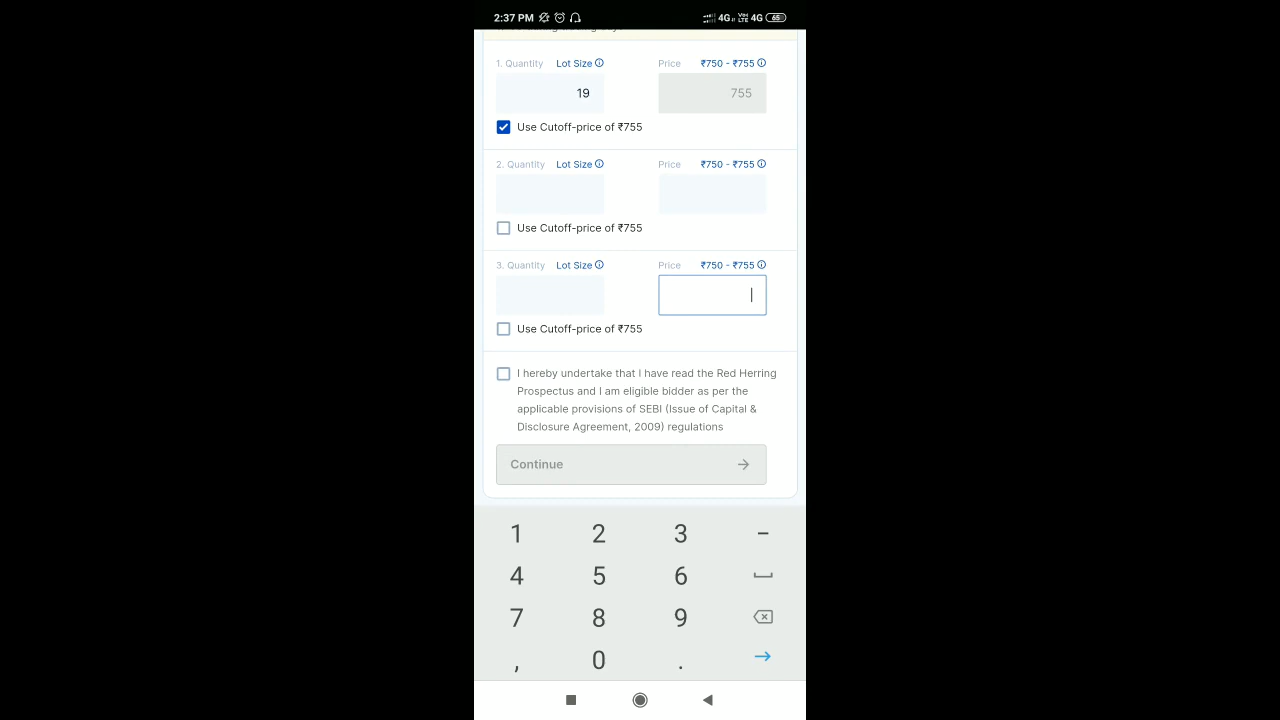 2:37 PM 4G VoLTE 4G 65
1. Quantity Lot Size Price ₹750 - ₹755
19 755
Use Cutoff-price of ₹755
2. Quantity Lot Size Price ₹750 - ₹755
Use Cutoff-price of ₹755
3. Quantity Lot Size Price ₹750 - ₹755
Use Cutoff-price of ₹755
I hereby undertake that I have read the Red Herring
Prospectus and I am eligible bidder as per the
applicable provisions of SEBI (Issue of Capital &
Disclosure Agreement, 2009) regulations
Continue
1 2 3 -
4 5 6
7 8 9
, 0 .